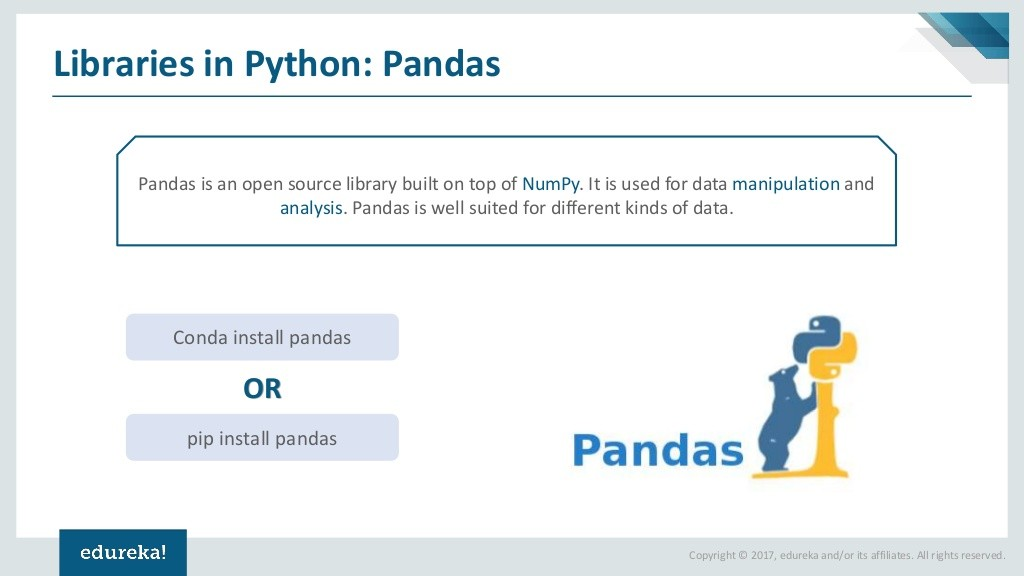 Libraries in Python: Pandas
Pandas is an open source library built on top of NumPy. It is used for data manipulation and
analysis. Pandas is well suited for different kinds of data.
Conda install pandas
OR
pip install pandas
Pandas
edureka!
Copyright © 2017, edureka and/or its affiliates. All rights reserved.